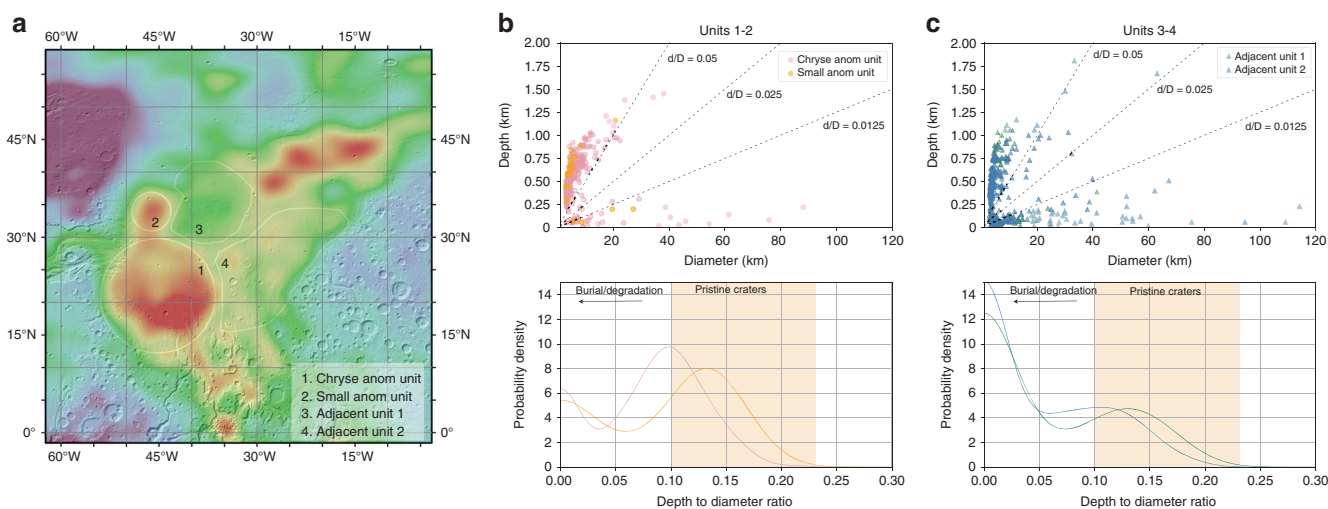 a
60°W 45°W 30°W 15°W
45°N 45°N
30°N 30°N
15°N 15°N
0° 0°
2
3
1
4
1. Chryse anom unit
2. Small anom unit
3. Adjacent unit 1
4. Adjacent unit 2
60°W 45°W 30°W 15°W
b
Units 1-2
2.00
1.75
1.50
1.25
1.00
0.75
0.50
0.25
0
Depth (km)
d/D = 0.05
d/D = 0.025
d/D = 0.0125
Chryse anom unit
Small anom unit
20 40 60 80 100 120
Diameter (km)
14
12
10
8
6
4
2
0
Probability density
Burial/degradation
Pristine craters
0.00 0.05 0.10 0.15 0.20 0.25 0.30
Depth to diameter ratio
c
Units 3-4
2.00
1.75
1.50
1.25
1.00
0.75
0.50
0.25
0
Depth (km)
d/D = 0.05
d/D = 0.025
d/D = 0.0125
Adjacent unit 1
Adjacent unit 2
0 20 40 60 80 100 120
Diameter (km)
14
12
10
8
6
4
2
0
Probability density
Burial/degradation
Pristine craters
0.00 0.05 0.10 0.15 0.20 0.25 0.30
Depth to diameter ratio